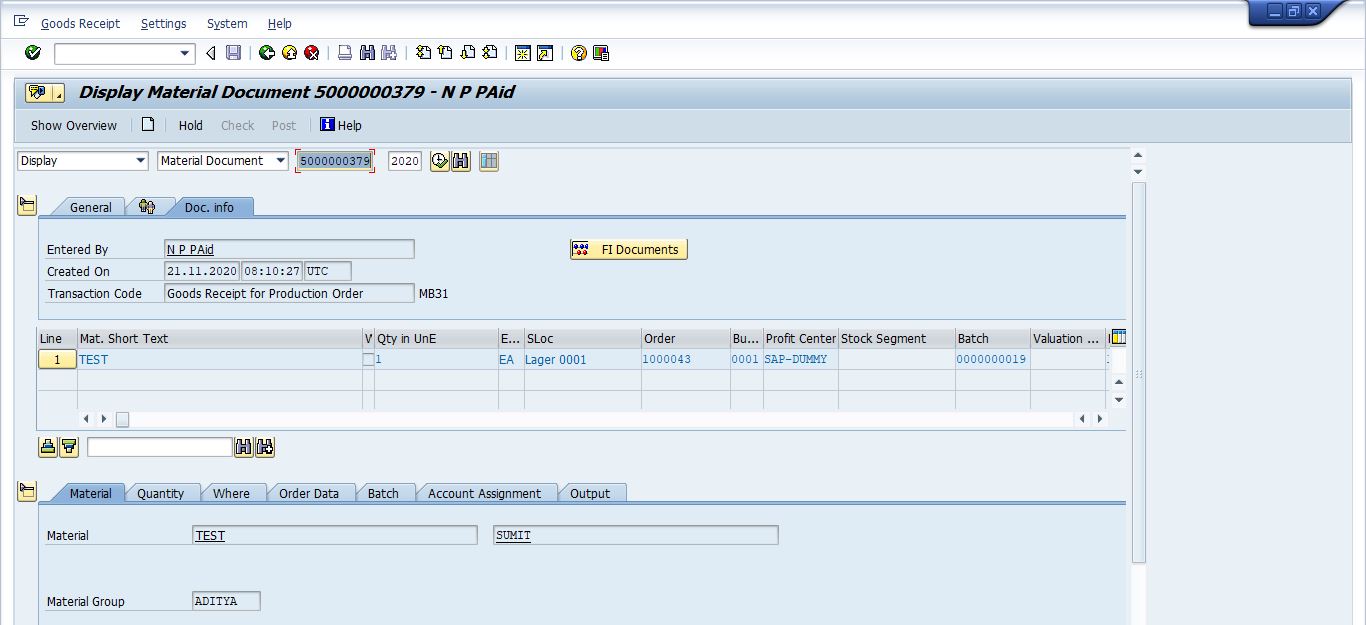 Goods Receipt Settings System Help
Display Material Document 5000000379 - N P PAid
Show Overview Hold Check Post Help
Display Material Document 5000000379 2020
General Doc. info
Entered By N P PAid FI Documents
Created On 21.11.2020 08:10:27 UTC
Transaction Code Goods Receipt for Production Order MB31
Line Mat. Short Text V Qty in UnE E... SLoc Order Bu... Profit Center Stock Segment Batch Valuation ...
1 TEST 1 EA Lager 0001 1000043 0001 SAP-DUMMY 0000000019
Material Quantity Where Order Data Batch Account Assignment Output
Material TEST SUMIT
Material Group ADITYA